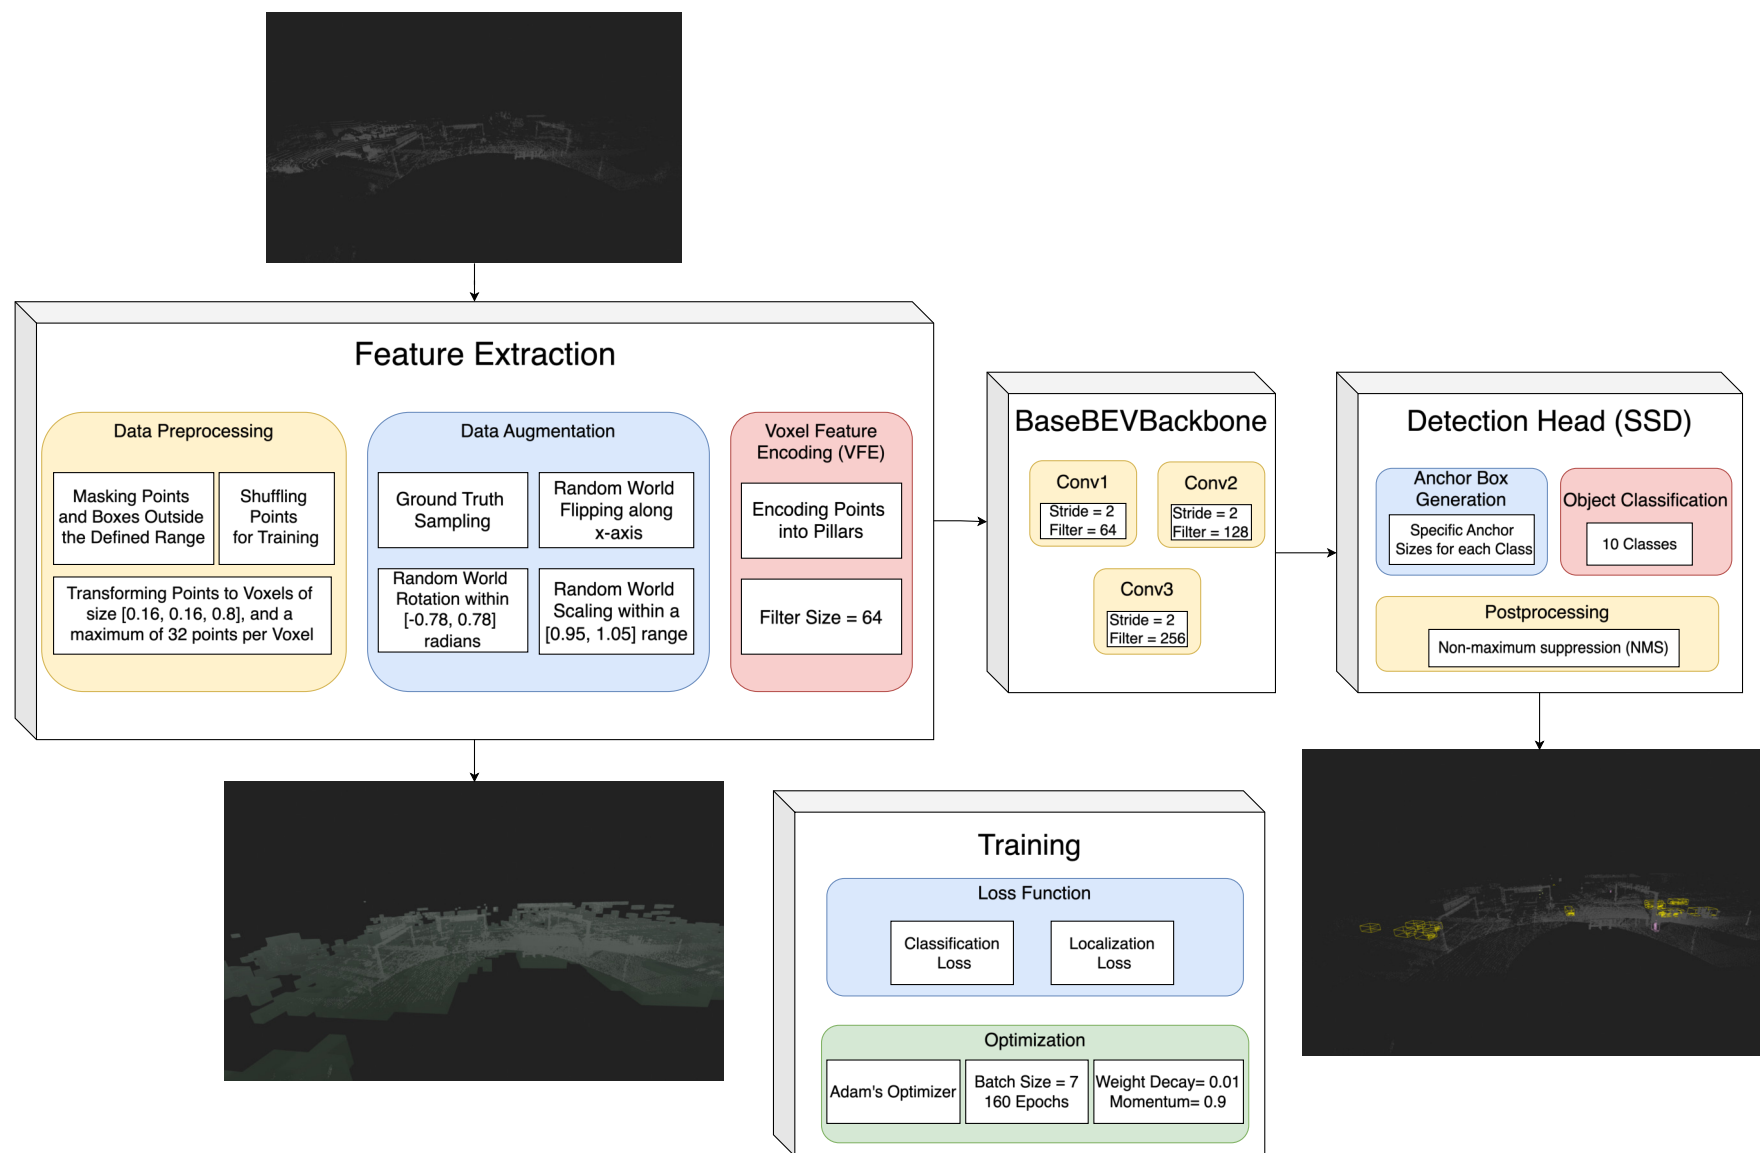 Feature Extraction
Data Preprocessing
Masking Points
and Boxes Outside
the Defined Range
Shuffling
Points
for Training
Transforming Points to Voxels of
size [0.16, 0.16, 0.8], and a
maximum of 32 points per Voxel
Data Augmentation
Ground Truth
Sampling
Random World
Flipping along
x-axis
Random World
Rotation within
[-0.78, 0.78]
radians
Random World
Scaling within a
[0.95, 1.05] range
Voxel Feature
Encoding (VFE)
Encoding Points
into Pillars
Filter Size = 64
BaseBEVBackbone
Conv1
Stride = 2
Filter = 64
Conv2
Stride = 2
Filter = 128
Conv3
Stride = 2
Filter = 256
Detection Head (SSD)
Anchor Box
Generation
Specific Anchor
Sizes for each Class
Object Classification
10 Classes
Postprocessing
Non-maximum suppression (NMS)
Training
Loss Function
Classification
Loss
Localization
Loss
Optimization
Adam's Optimizer
Batch Size = 7
160 Epochs
Weight Decay= 0.01
Momentum= 0.9